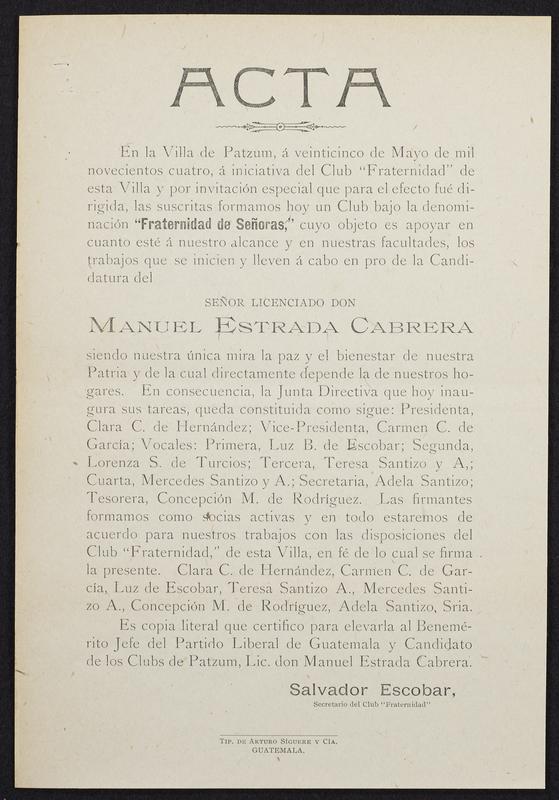 ACTA
En la Villa de Patzum, á veinticinco de Mayo de mil
novecientos cuatro, á iniciativa del Club "Fraternidad" de
esta Villa y por invitación especial que para el efecto fué di-
rigida, las suscritas formamos hoy un Club bajo la denomi-
nación "Fraternidad de Señoras," cuyo objeto es apoyar en
cuanto esté á nuestro alcance y en nuestras facultades, los
trabajos que se inicien y lleven á cabo en pro de la Candi-
datura del
SEÑOR LICENCIADO DON
MANUEL ESTRADA CABRERA
siendo nuestra única mira la paz y el bienestar de nuestra
Patria y de la cual directamente depende la de nuestros ho-
gares. En consecuencia, la Junta Directiva que hoy inau-
gura sus tareas, queda constituida como sigue: Presidenta,
Clara C. de Hernández; Vice-Presidenta, Carmen C. de
García; Vocales: Primera, Luz B. de Escobar; Segunda,
Lorenza S. de Turcios; Tercera, Teresa Santizo y A,;
Cuarta, Mercedes Santizo y A.; Secretaria, Adela Santizo;
Tesorera, Concepción M. de Rodríguez. Las firmantes
formamos como socias activas y en todo estaremos de
acuerdo para nuestros trabajos con las disposiciones del
Club "Fraternidad," de esta Villa, en fé de lo cual se firma
la presente. Clara C. de Hernández, Carmen C. de Gar-
cía, Luz de Escobar, Teresa Santizo A., Mercedes Santi-
zo A., Concepción M. de Rodríguez, Adela Santizo, Sria.
Es copia literal que certifico para elevarla al Benemé-
rito Jefe del Partido Liberal de Guatemala y Candidato
de los Clubs de Patzum, Lic. don Manuel Estrada Cabrera.
Salvador Escobar,
Secretario del Club "Fraternidad"
TIP. DE ARTURO SÍGUERE Y CÍA.
GUATEMALA.